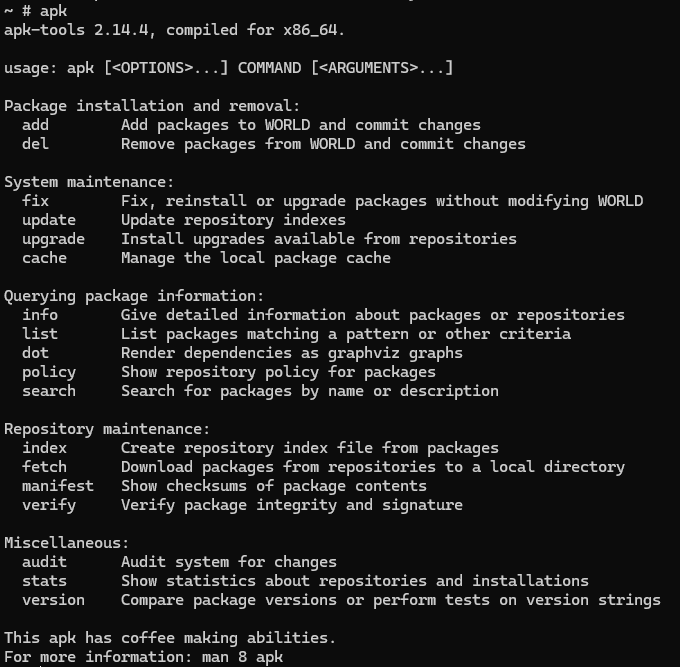 ~ # apk
apk-tools 2.14.4, compiled for x86_64.
usage: apk [<OPTIONS>...] COMMAND [<ARGUMENTS>...]
Package installation and removal:
add Add packages to WORLD and commit changes
del Remove packages from WORLD and commit changes
System maintenance:
fix Fix, reinstall or upgrade packages without modifying WORLD
update Update repository indexes
upgrade Install upgrades available from repositories
cache Manage the local package cache
Querying package information:
info Give detailed information about packages or repositories
list List packages matching a pattern or other criteria
dot Render dependencies as graphviz graphs
policy Show repository policy for packages
search Search for packages by name or description
Repository maintenance:
index Create repository index file from packages
fetch Download packages from repositories to a local directory
manifest Show checksums of package contents
verify Verify package integrity and signature
Miscellaneous:
audit Audit system for changes
stats Show statistics about repositories and installations
version Compare package versions or perform tests on version strings
This apk has coffee making abilities.
For more information: man 8 apk